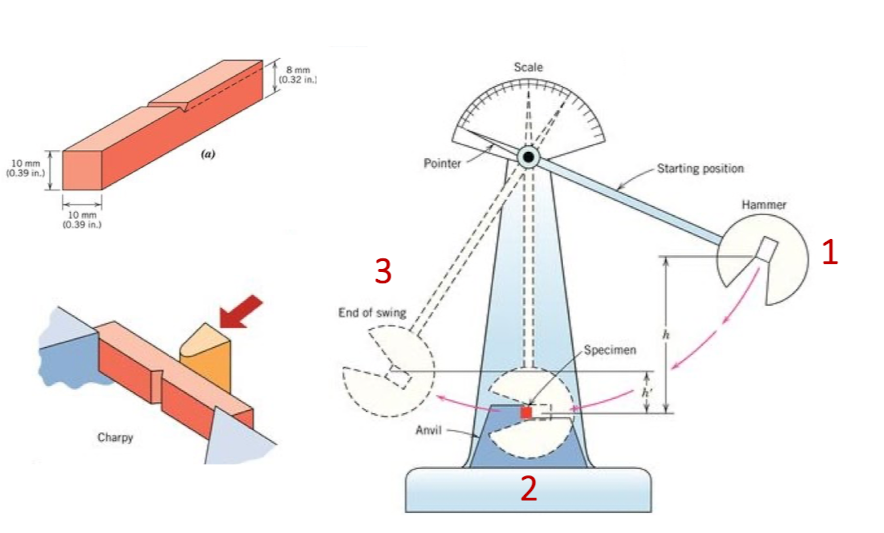 8 mm
(0.32 in.)
(a)
10 mm
(0.39 in.)
10 mm
(0.39 in.)
Charpy
Scale
Pointer
Starting position
Hammer
1
3
End of swing
h
Specimen
h'
Anvil
2